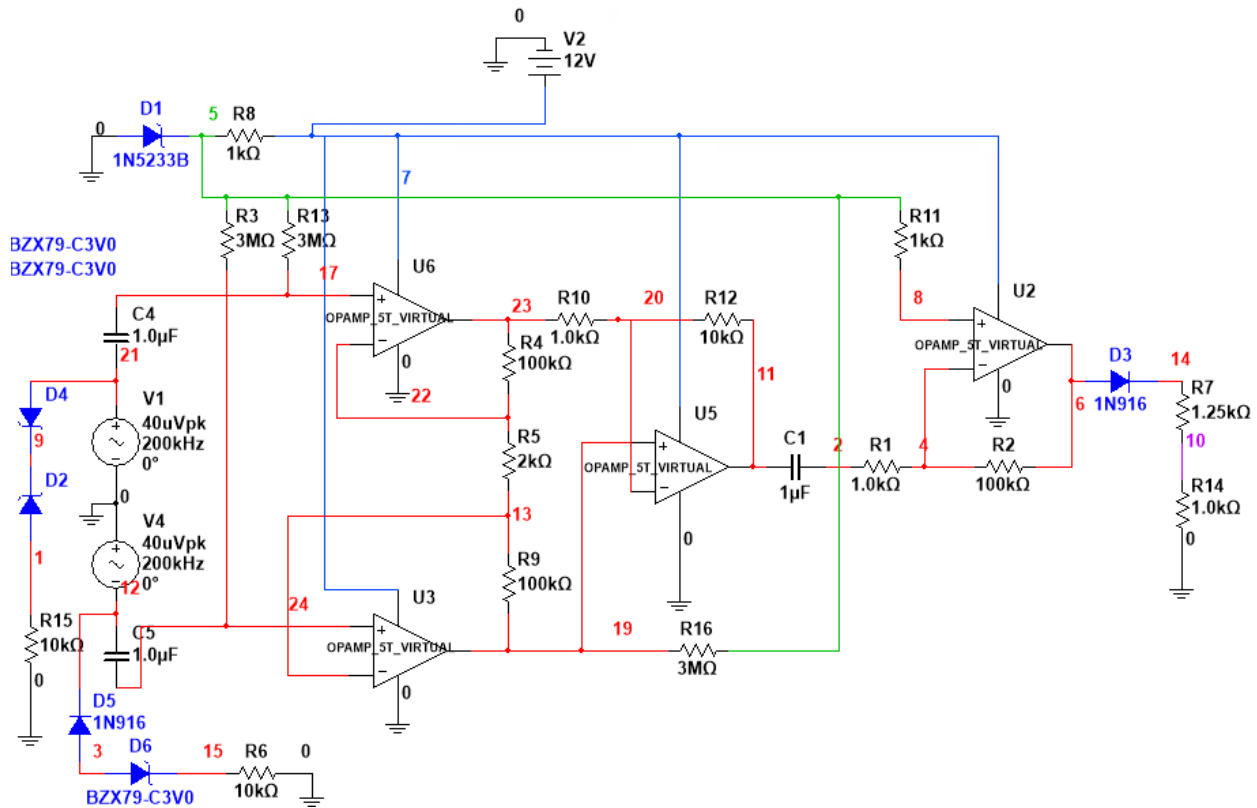 0
V2
12V
D1
0
1N5233B
5
R8
1kΩ
7
R3
3MΩ
R13
3MΩ
R11
1kΩ
BZX79-C3V0
BZX79-C3V0
17
U6
+
OPAMP_5T_VIRTUAL
−
0
22
C4
1.0µF
21
D4
9
D2
1
V1
+
40uVpk
200kHz
0°
0
V4
+
40uVpk
200kHz
0°
12
C5
1.0µF
R15
10kΩ
0
D5
1N916
3
D6
BZX79-C3V0
15
R6
10kΩ
0
23
R10
1.0kΩ
20
R12
10kΩ
R4
100kΩ
R5
2kΩ
13
R9
100kΩ
24
U3
+
OPAMP_5T_VIRTUAL
−
0
19
R16
3MΩ
11
U5
+
OPAMP_5T_VIRTUAL
−
0
C1
1µF
2
R1
1.0kΩ
4
R2
100kΩ
8
U2
+
OPAMP_5T_VIRTUAL
−
0
6
D3
1N916
14
R7
1.25kΩ
10
R14
1.0kΩ
0